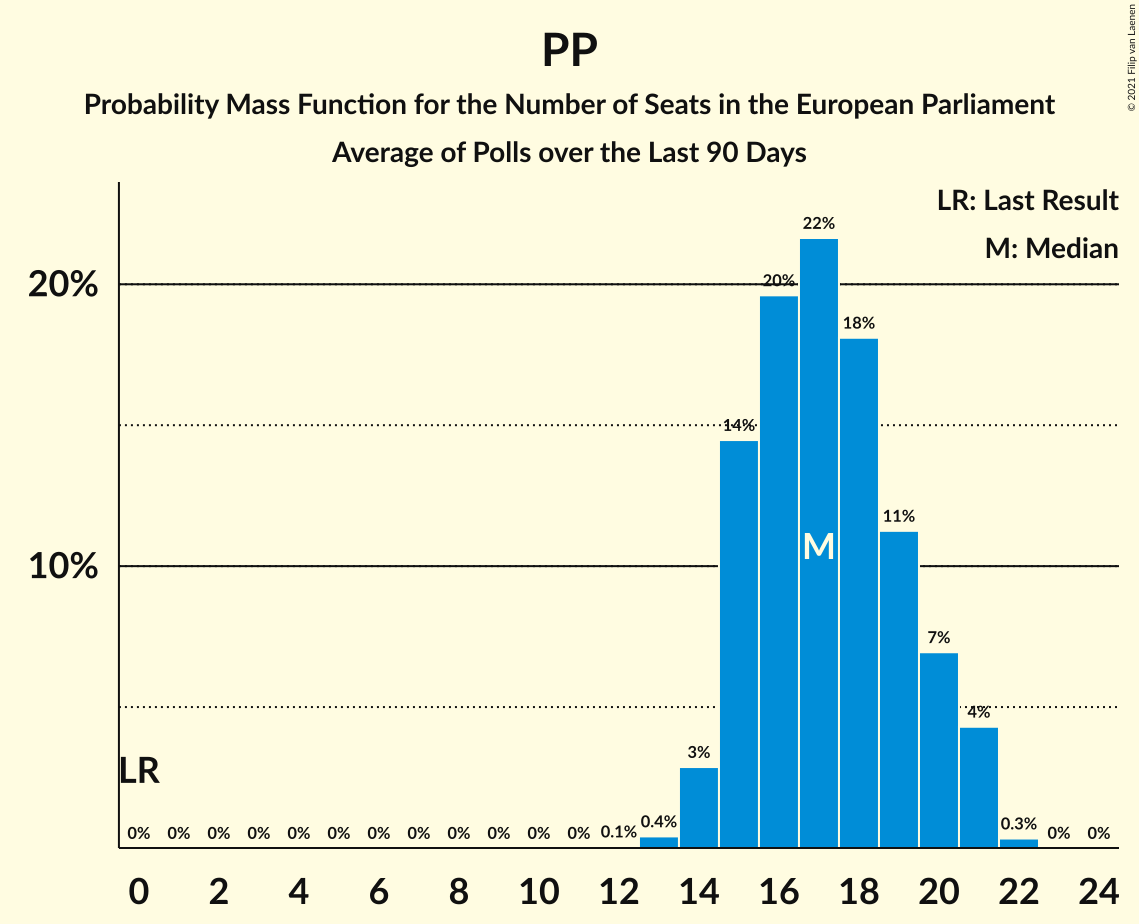 PP
Probability Mass Function for the Number of Seats in the European Parliament
Average of Polls over the Last 90 Days
© 2021 Filip van Laenen
LR: Last Result
M: Median
22%
20%
20%
18%
14%
M
11%
10%
7%
4%
3%
LR
0% 0% 0% 0% 0% 0% 0% 0% 0% 0% 0% 0% 0.1% 0.4% 0.3% 0% 0%
0 2 4 6 8 10 12 14 16 18 20 22 24